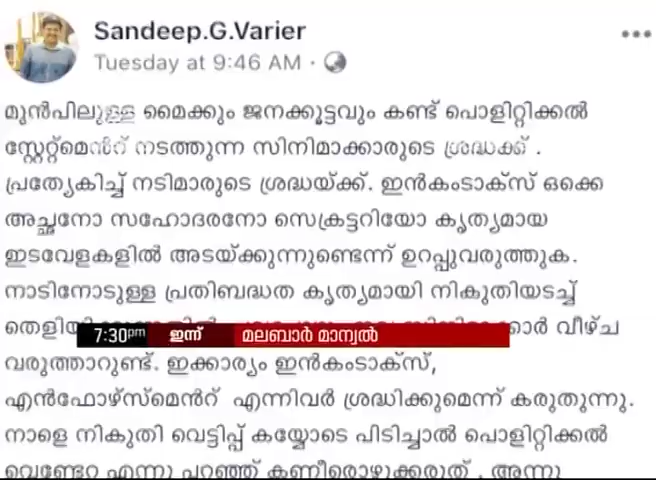 Sandeep.G.Varier
Tuesday at 9:46 AM ·
മുൻപിലുള്ള മൈക്കും ജനക്കൂട്ടവും കണ്ട് പൊളിറ്റിക്കൽ
സ്റ്റേറ്റ്മെൻറ് നടത്തുന്ന സിനിമാക്കാരുടെ ശ്രദ്ധക്ക് .
പ്രത്യേകിച്ച് നടിമാരുടെ ശ്രദ്ധയ്ക്ക്. ഇൻകംടാക്സ് ഒക്കെ
അച്ഛനോ സഹോദരനോ സെക്രട്ടറിയോ കൃത്യമായ
ഇടവേളകളിൽ അടയ്ക്കുന്നുണ്ടെന്ന് ഉറപ്പുവരുത്തുക.
നാടിനോടുള്ള പ്രതിബദ്ധത കൃത്യമായി നികുതിയടച്ച്
വീഴ്ച
7:30pm ഇന്ന് മലബാർ മാന്വൽ
വരുത്താറുണ്ട്. ഇക്കാര്യം ഇൻകംടാക്സ്,
എൻഫോഴ്സ്മെൻറ് എന്നിവർ ശ്രദ്ധിക്കുമെന്ന് കരുതുന്നു.
നാളെ നികുതി വെട്ടിപ്പ് കയ്യോടെ പിടിച്ചാൽ പൊളിറ്റിക്കൽ
വെണ്ടേറ്റ എന്നു പറഞ്ഞ് കണ്ണീരൊഴുക്കരുത് . അന്നു